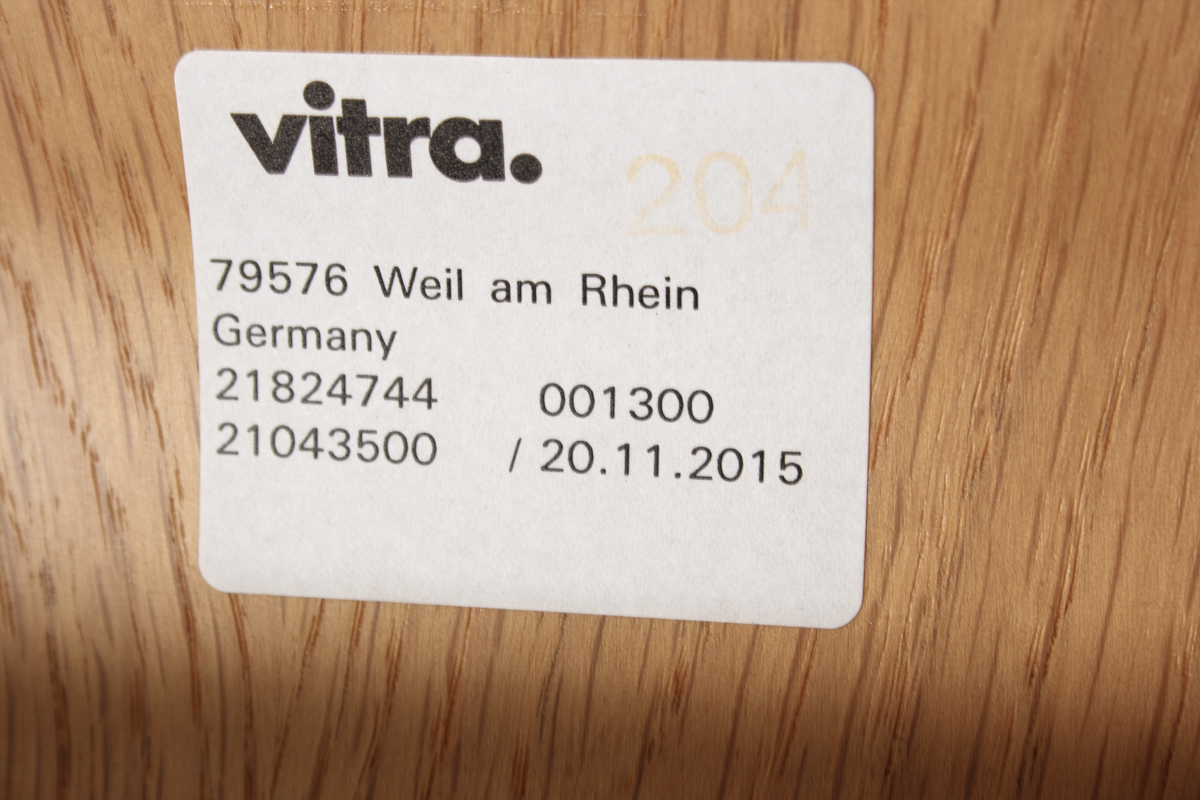 vitra.
204
79576 Weil am Rhein
Germany
21824744 001300
21043500 / 20.11.2015